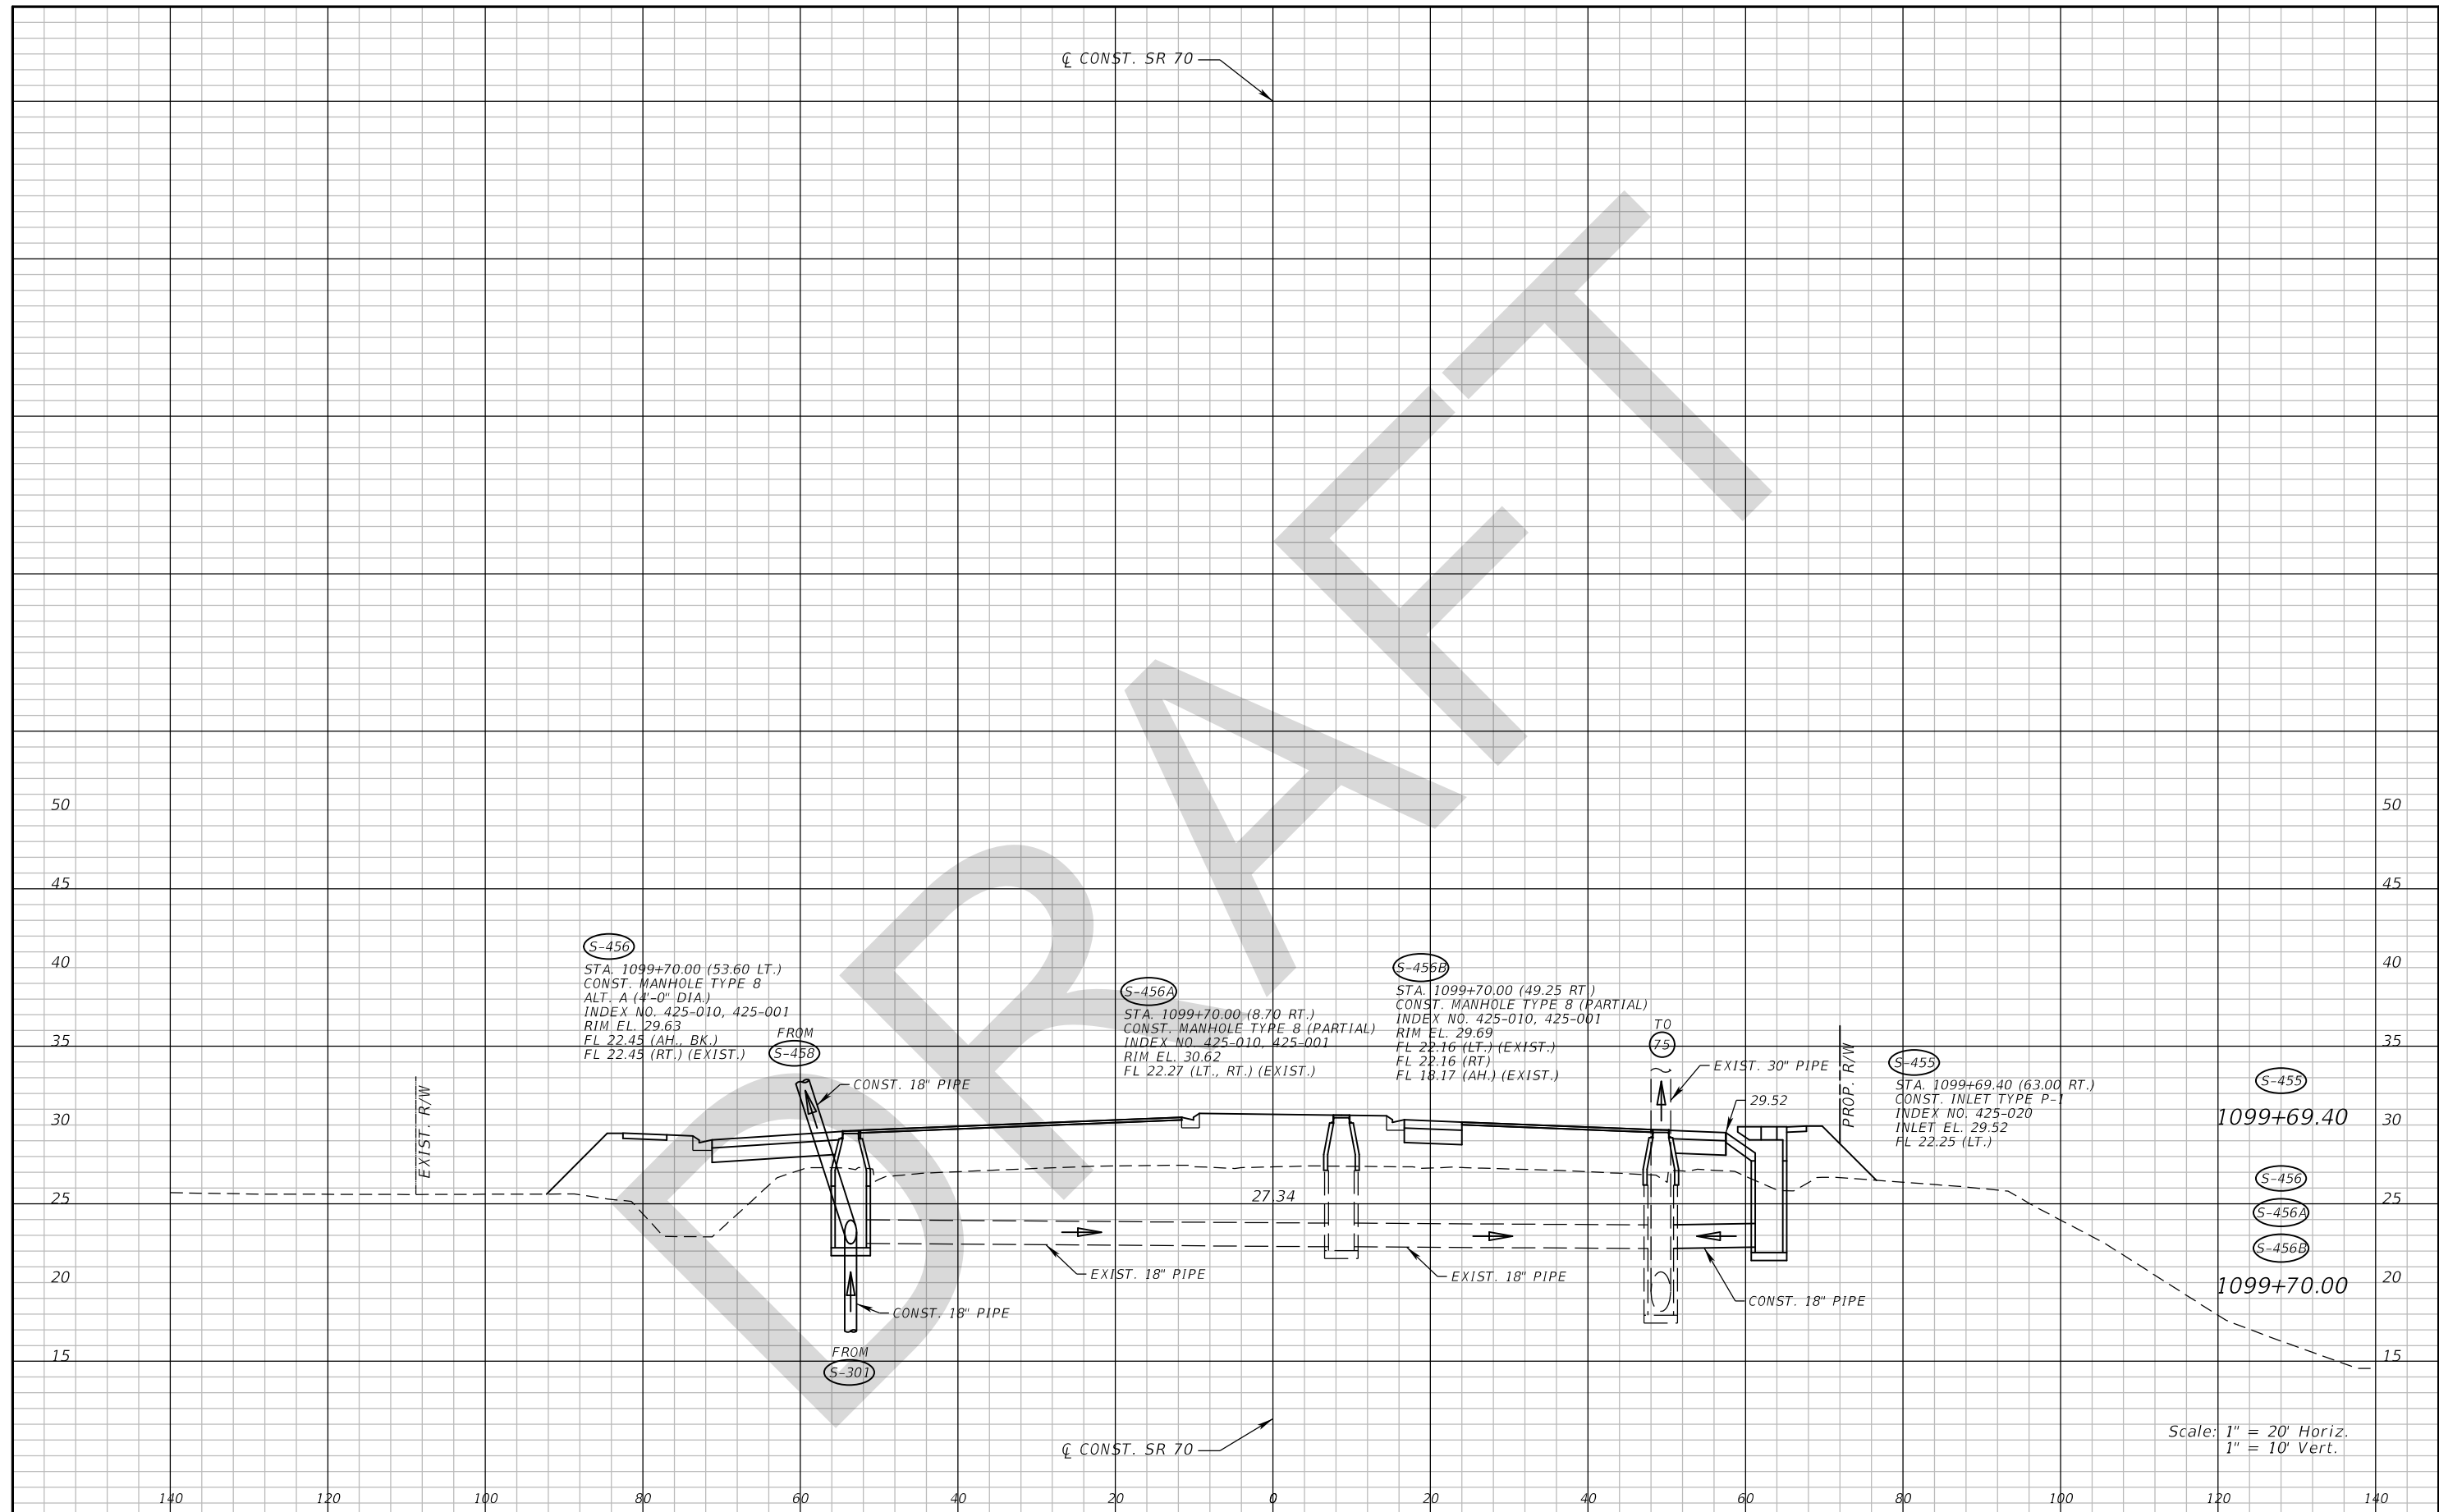 ℄ CONST. SR 70
DRAFT
50
50
45
45
40
40
35
35
30
30
25
25
20
20
15
15
S-456
STA. 1099+70.00 (53.60 LT.)
CONST. MANHOLE TYPE 8
ALT. A (4'-0" DIA.)
INDEX NO. 425-010, 425-001
RIM EL. 29.63
FL 22.45 (AH., BK.)
FL 22.45 (RT.) (EXIST.)
FROM
S-458
CONST. 18" PIPE
EXIST. R/W
S-456A
STA. 1099+70.00 (8.70 RT.)
CONST. MANHOLE TYPE 8 (PARTIAL)
INDEX NO. 425-010, 425-001
RIM EL. 30.62
FL 22.27 (LT., RT.) (EXIST.)
S-456B
STA. 1099+70.00 (49.25 RT.)
CONST. MANHOLE TYPE 8 (PARTIAL)
INDEX NO. 425-010, 425-001
RIM EL. 29.69
FL 22.16 (LT.) (EXIST.)
FL 22.16 (RT)
FL 18.17 (AH.) (EXIST.)
TO
75
EXIST. 30" PIPE
29.52
PROP. R/W
S-455
STA. 1099+69.40 (63.00 RT.)
CONST. INLET TYPE P-1
INDEX NO. 425-020
INLET EL. 29.52
FL 22.25 (LT.)
S-455
1099+69.40
S-456
S-456A
S-456B
1099+70.00
27.34
EXIST. 18" PIPE
EXIST. 18" PIPE
CONST. 18" PIPE
CONST. 18" PIPE
FROM
S-301
℄ CONST. SR 70
Scale: 1" = 20' Horiz.
1" = 10' Vert.
140 120 100 80 60 40 20 0 20 40 60 80 100 120 140